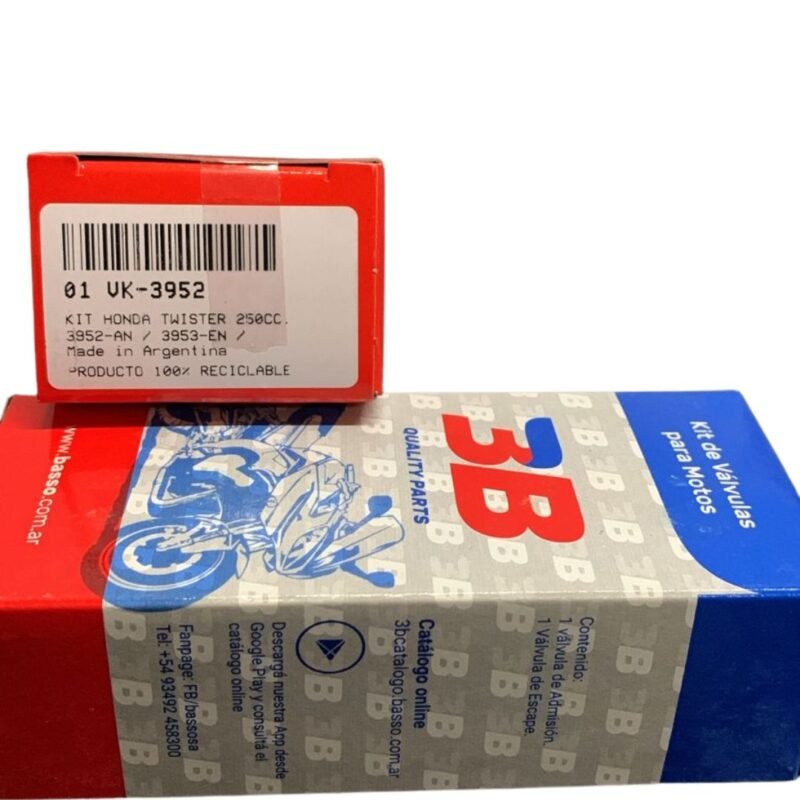 01 VK-3952
KIT HONDA TWISTER 250CC.
3952-AN / 3953-EN /
Made in Argentina
PRODUCTO 100% RECICLABLE
www.basso.com.ar
3B
QUALITY PARTS
Kit de Válvulas
para Motos
Contenido:
1 válvula de Admisión.
1 Válvula de Escape.
Catálogo online
3bcatalogo.basso.com.ar
Descargá nuestra App desde
Google Play y consultá el
catálogo online
Fanpage: FB/bassosa
Tel: +54 93492 458300